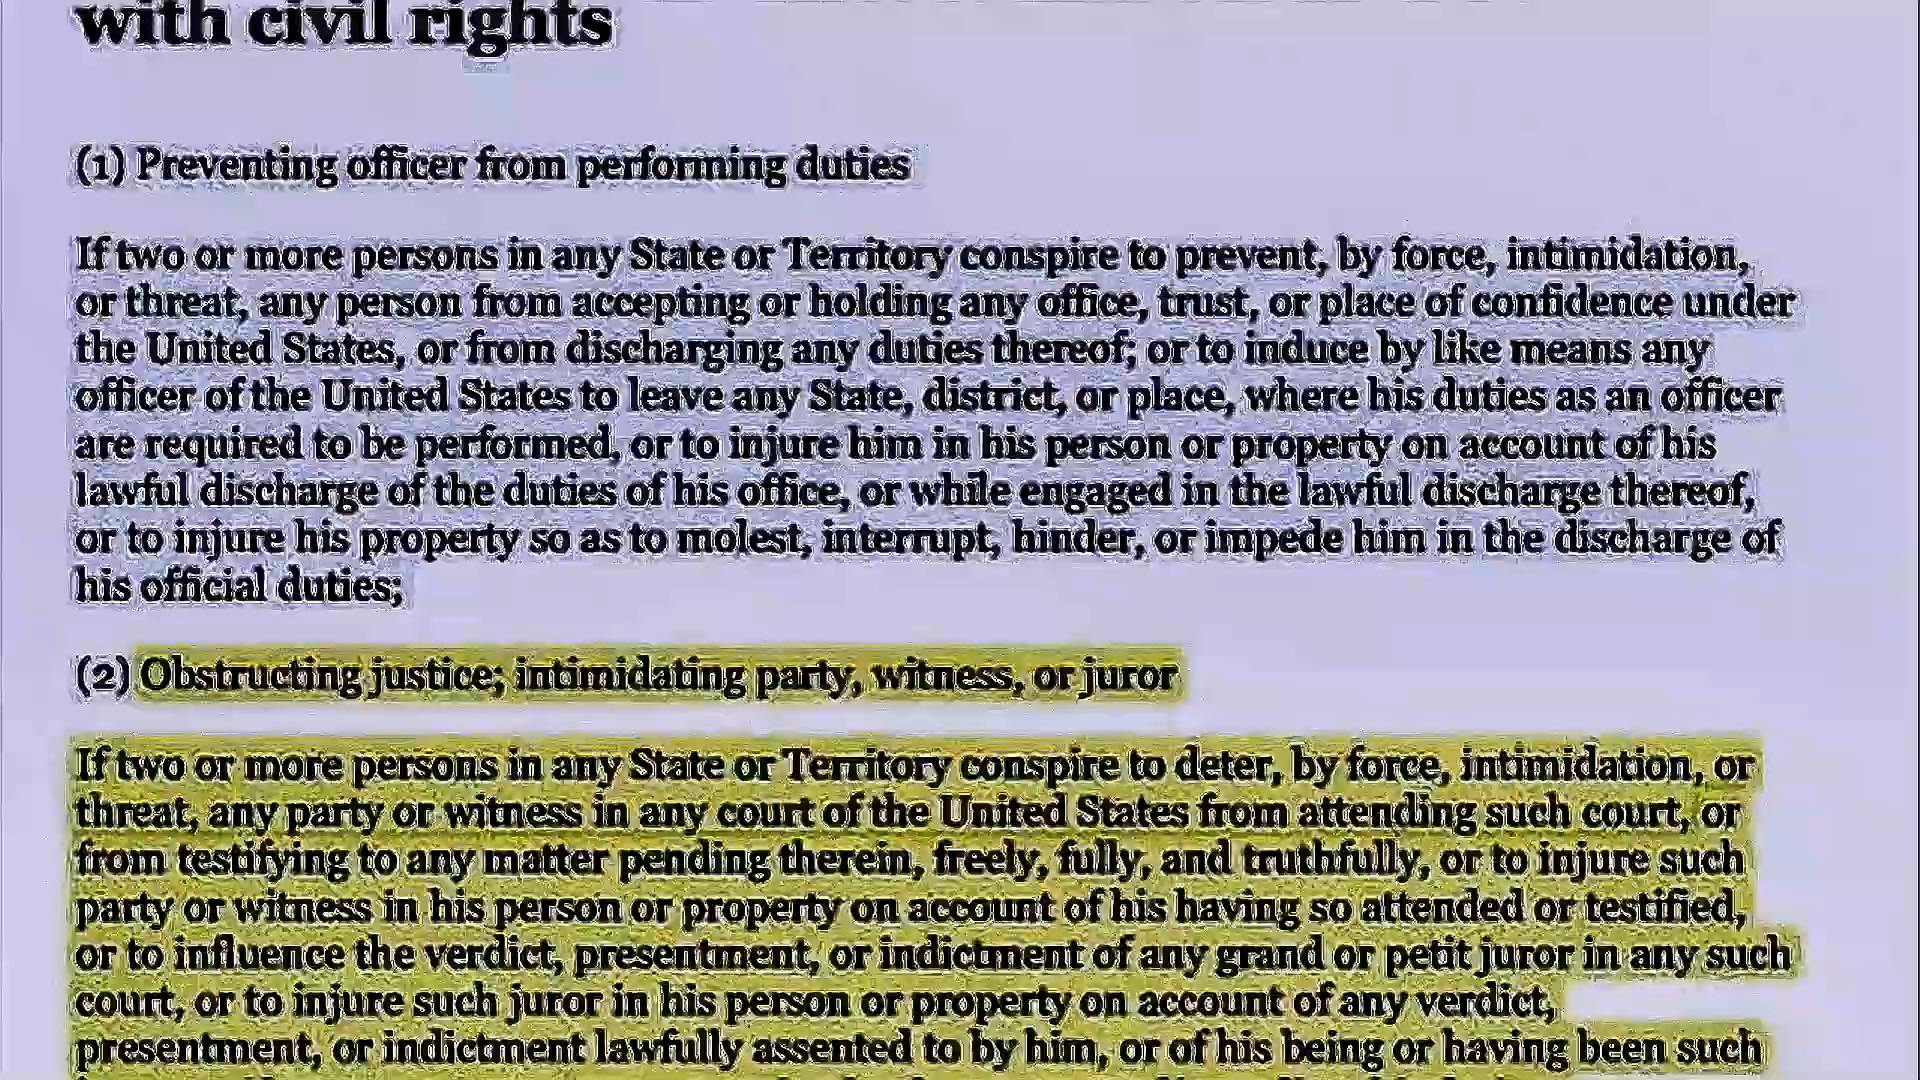 with civil rights
(1) Preventing officer from performing duties
If two or more persons in any State or Territory conspire to prevent, by force, intimidation,
or threat, any person from accepting or holding any office, trust, or place of confidence under
the United States, or from discharging any duties thereof; or to induce by like means any
officer of the United States to leave any State, district, or place, where his duties as an officer
are required to be performed, or to injure him in his person or property on account of his
lawful discharge of the duties of his office, or while engaged in the lawful discharge thereof,
or to injure his property so as to molest, interrupt, hinder, or impede him in the discharge of
his official duties;
(2) Obstructing justice; intimidating party, witness, or juror
If two or more persons in any State or Territory conspire to deter, by force, intimidation, or
threat, any party or witness in any court of the United States from attending such court, or
from testifying to any matter pending therein, freely, fully, and truthfully, or to injure such
party or witness in his person or property on account of his having so attended or testified,
or to influence the verdict, presentment, or indictment of any grand or petit juror in any such
court, or to injure such juror in his person or property on account of any verdict,
presentment, or indictment lawfully assented to by him, or of his being or having been such